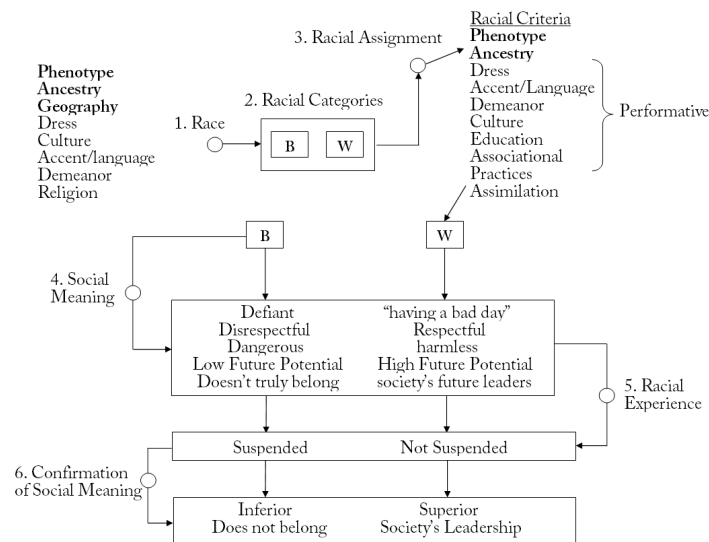 Phenotype
Ancestry
Geography
Dress
Culture
Accent/language
Demeanor
Religion
1. Race
2. Racial Categories
B
W
3. Racial Assignment
Racial Criteria
Phenotype
Ancestry
Dress
Accent/Language
Demeanor
Culture
Education
Associational
Practices
Assimilation
Performative
B
W
4. Social
Meaning
Defiant
Disrespectful
Dangerous
Low Future Potential
Doesn't truly belong
“having a bad day”
Respectful
harmless
High Future Potential
society's future leaders
5. Racial
Experience
Suspended
Not Suspended
6. Confirmation
of Social Meaning
Inferior
Does not belong
Superior
Society's Leadership